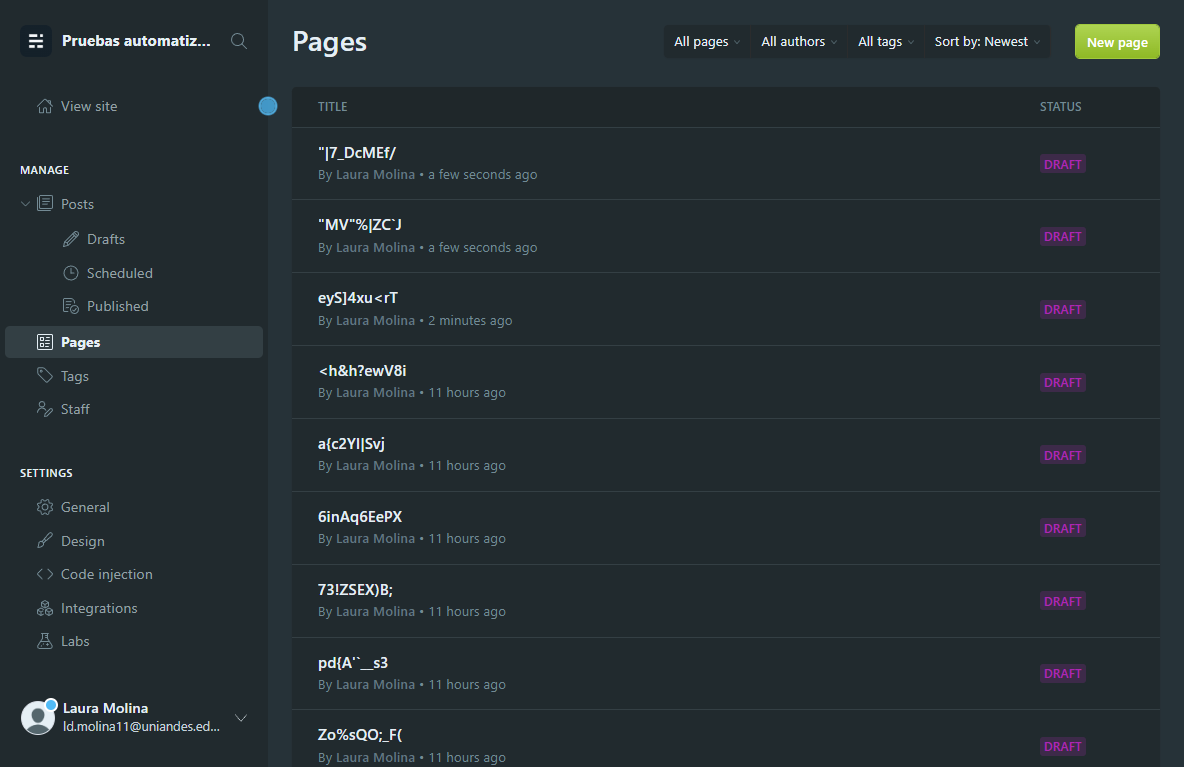 Pruebas automatiz...
View site
MANAGE
Posts
Drafts
Scheduled
Published
Pages
Tags
Staff
SETTINGS
General
Design
Code injection
Integrations
Labs
Laura Molina
ld.molina11@uniandes.ed...
Pages
All pages
All authors
All tags
Sort by: Newest
New page
TITLE STATUS
"|7_DcMEf/
By Laura Molina • a few seconds ago
DRAFT
"MV"%|ZC`J
By Laura Molina • a few seconds ago
DRAFT
eyS]4xu<rT
By Laura Molina • 2 minutes ago
DRAFT
<h&h?ewV8i
By Laura Molina • 11 hours ago
DRAFT
a{c2Yl|Svj
By Laura Molina • 11 hours ago
DRAFT
6inAq6EePX
By Laura Molina • 11 hours ago
DRAFT
73!ZSEX)B;
By Laura Molina • 11 hours ago
DRAFT
pd{A'`__s3
By Laura Molina • 11 hours ago
DRAFT
Zo%sQO;_F(
By Laura Molina • 11 hours ago
DRAFT